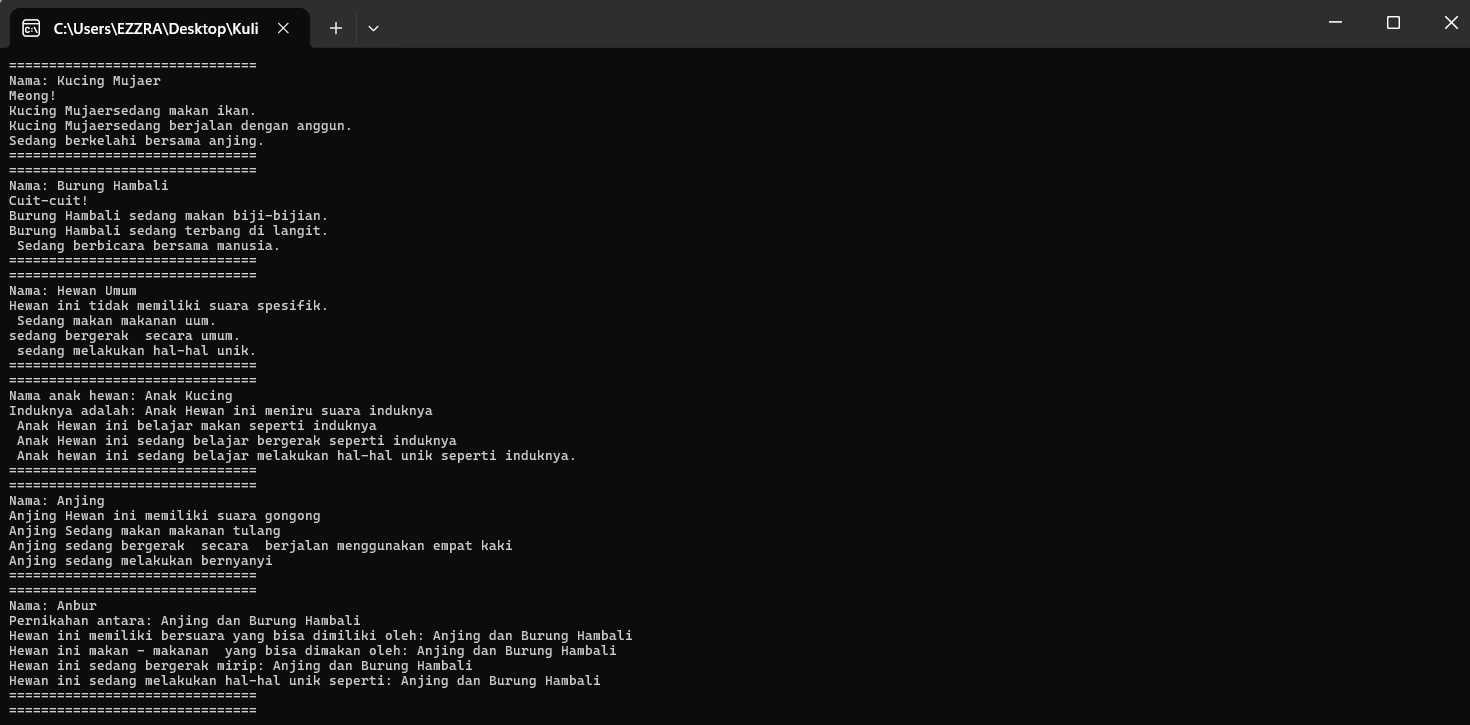 C:\Users\EZZRA\Desktop\Kuli
===============================
Nama: Kucing Mujaer
Meong!
Kucing Mujaersedang makan ikan.
Kucing Mujaersedang berjalan dengan anggun.
Sedang berkelahi bersama anjing.
===============================
===============================
Nama: Burung Hambali
Cuit-cuit!
Burung Hambali sedang makan biji-bijian.
Burung Hambali sedang terbang di langit.
 Sedang berbicara bersama manusia.
===============================
===============================
Nama: Hewan Umum
Hewan ini tidak memiliki suara spesifik.
 Sedang makan makanan uum.
sedang bergerak  secara umum.
 sedang melakukan hal-hal unik.
===============================
===============================
Nama anak hewan: Anak Kucing
Induknya adalah: Anak Hewan ini meniru suara induknya
 Anak Hewan ini belajar makan seperti induknya
 Anak Hewan ini sedang belajar bergerak seperti induknya
 Anak hewan ini sedang belajar melakukan hal-hal unik seperti induknya.
===============================
===============================
Nama: Anjing
Anjing Hewan ini memiliki suara gongong
Anjing Sedang makan makanan tulang
Anjing sedang bergerak  secara  berjalan menggunakan empat kaki
Anjing sedang melakukan bernyanyi
===============================
===============================
Nama: Anbur
Pernikahan antara: Anjing dan Burung Hambali
Hewan ini memiliki bersuara yang bisa dimiliki oleh: Anjing dan Burung Hambali
Hewan ini makan - makanan  yang bisa dimakan oleh: Anjing dan Burung Hambali
Hewan ini sedang bergerak mirip: Anjing dan Burung Hambali
Hewan ini sedang melakukan hal-hal unik seperti: Anjing dan Burung Hambali
===============================
===============================